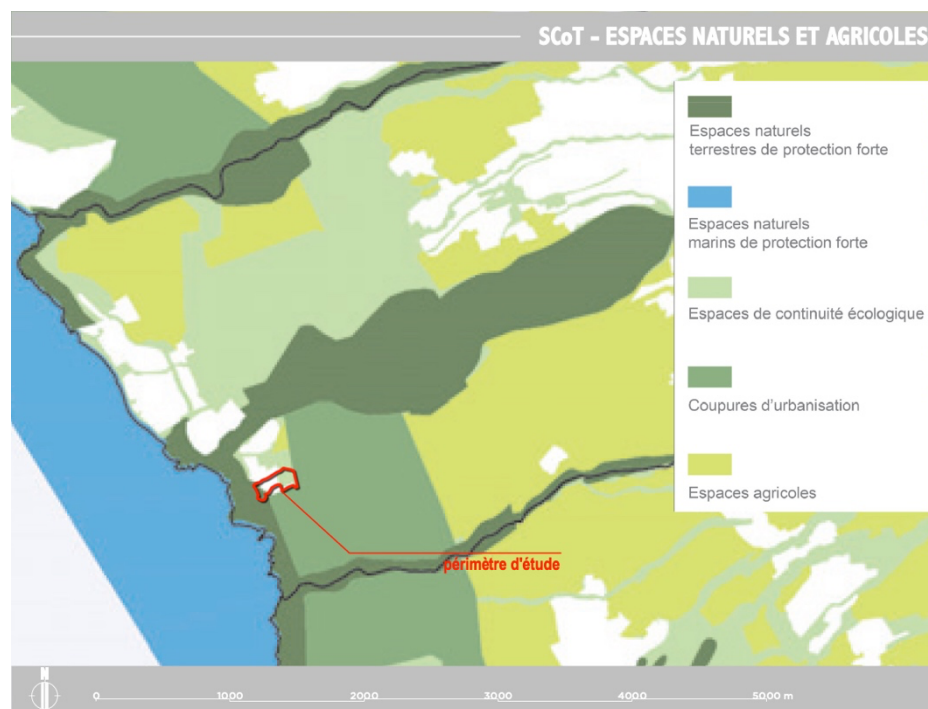 SCoT - ESPACES NATURELS ET AGRICOLES
Espaces naturels
terrestres de protection forte
Espaces naturels
marins de protection forte
Espaces de continuité écologique
Coupures d'urbanisation
Espaces agricoles
périmètre d'étude
N
0 1000 2000 3000 4000 5000 m